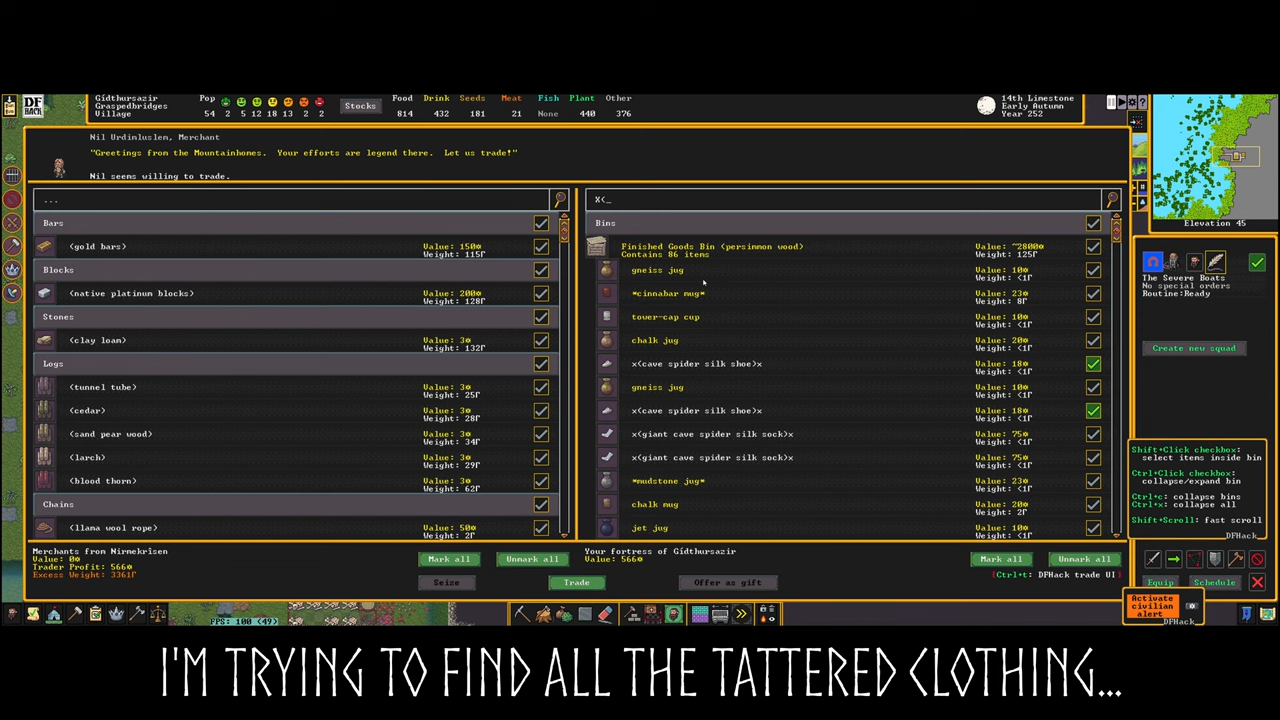 DF
HACK
Gídthursazir
Graspedbridges
Village
Pop
54 2 5 12 18 13 2 2
Stocks
Food Drink Seeds Meat Fish Plant Other
814 432 181 21 None 440 376
14th Limestone
Early Autumn
Year 252
Elevation 45
Nil Urdinluslem, Merchant
"Greetings from the Mountainhomes. Your efforts are legend there. Let us trade!"
Nil seems willing to trade.
...
Bars
(gold bars) Value: 150☼
Weight: 115Γ
Blocks
(native platinum blocks) Value: 200☼
Weight: 128Γ
Stones
(clay loam) Value: 3☼
Weight: 132Γ
Logs
(tunnel tube) Value: 3☼
Weight: 25Γ
(cedar) Value: 3☼
Weight: 28Γ
(sand pear wood) Value: 3☼
Weight: 34Γ
(larch) Value: 3☼
Weight: 29Γ
(blood thorn) Value: 3☼
Weight: 62Γ
Chains
(llama wool rope) Value: 50☼
Weight: 2Γ
X(_
Bins
Finished Goods Bin (persimmon wood) Value: ~2800☼
Contains 86 items Weight: 125Γ
gneiss jug Value: 10☼
Weight: <1Γ
*cinnabar mug* Value: 23☼
Weight: 8Γ
tower-cap cup Value: 10☼
Weight: <1Γ
chalk jug Value: 20☼
Weight: <1Γ
x(cave spider silk shoe)x Value: 18☼
Weight: <1Γ
gneiss jug Value: 10☼
Weight: <1Γ
x(cave spider silk shoe)x Value: 18☼
Weight: <1Γ
x(giant cave spider silk sock)x Value: 75☼
Weight: <1Γ
x(giant cave spider silk sock)x Value: 75☼
Weight: <1Γ
*mudstone jug* Value: 23☼
Weight: <1Γ
chalk mug Value: 20☼
Weight: 2Γ
jet jug Value: 10☼
Weight: <1Γ
Merchants from Nirmekrîsen
Value: 0☼
Trader Profit: 566☼
Excess Weight: 3361Γ
Mark all
Unmark all
Seize
Trade
Your fortress of Gídthursazir
Value: 566☼
Offer as gift
Mark all
Unmark all
[Ctrl+t: DFHack trade UI]
The Severe Boats
No special orders
Routine:Ready
Create new squad
Shift+Click checkbox:
select items inside bin
Ctrl+Click checkbox:
collapse/expand bin
Ctrl+c: collapse bins
Ctrl+x: collapse all
Shift+Scroll: fast scroll
DFHack
Equip
Schedule
Activate
civilian
alert
DFHack
FPS: 100 (49)
I'M TRYING TO FIND ALL THE TATTERED CLOTHING...